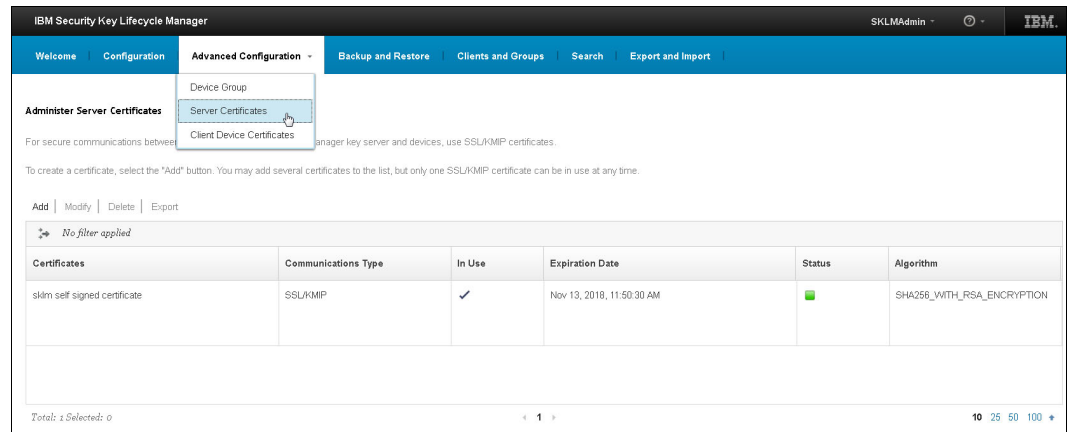 IBM Security Key Lifecycle Manager SKLMAdmin IBM.
Welcome Configuration Advanced Configuration Backup and Restore Clients and Groups Search Export and Import
Device Group
Administer Server Certificates Server Certificates
Client Device Certificates
For secure communications between anager key server and devices, use SSL/KMIP certificates.
To create a certificate, select the "Add" button. You may add several certificates to the list, but only one SSL/KMIP certificate can be in use at any time.
Add | Modify | Delete | Export
No filter applied
Certificates Communications Type In Use Expiration Date Status Algorithm
sklm self signed certificate SSL/KMIP Nov 13, 2018, 11:50:30 AM SHA256_WITH_RSA_ENCRYPTION
Total: 1 Selected: 0 1 10 25 50 100